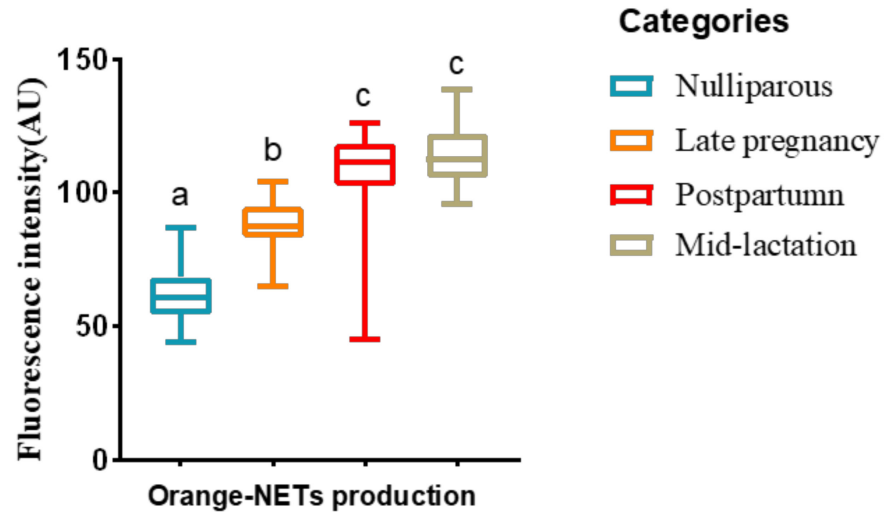 Categories
Nulliparous
Late pregnancy
Postpartumn
Mid-lactation
Fluorescence intensity(AU)
150
100
50
0
a
b
c
c
Orange-NETs production